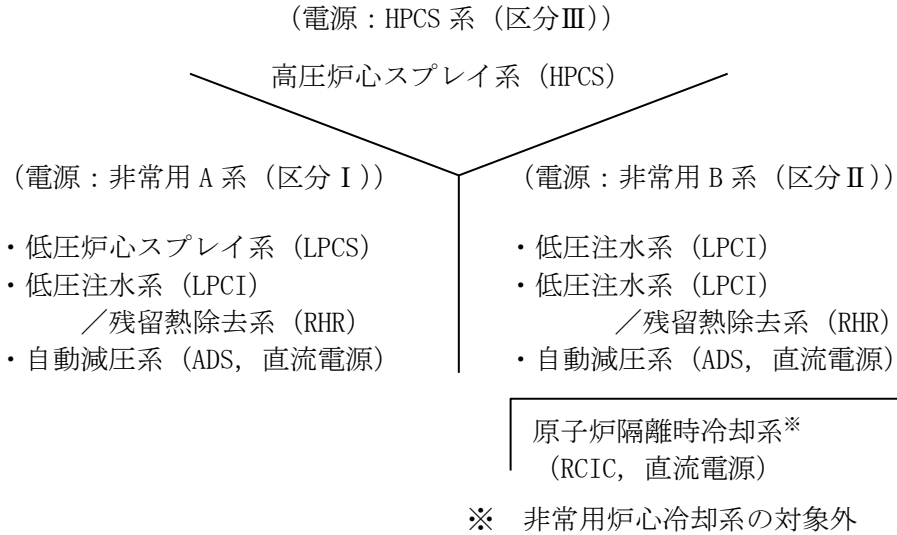 （電源：HPCS 系（区分Ⅲ））
高圧炉心スプレイ系（HPCS）
（電源：非常用 A 系（区分Ⅰ））
・低圧炉心スプレイ系（LPCS）
・低圧注水系（LPCI）
／残留熱除去系（RHR）
・自動減圧系（ADS，直流電源）
（電源：非常用 B 系（区分Ⅱ））
・低圧注水系（LPCI）
・低圧注水系（LPCI）
／残留熱除去系（RHR）
・自動減圧系（ADS，直流電源）
原子炉隔離時冷却系※
（RCIC，直流電源）
※　非常用炉心冷却系の対象外